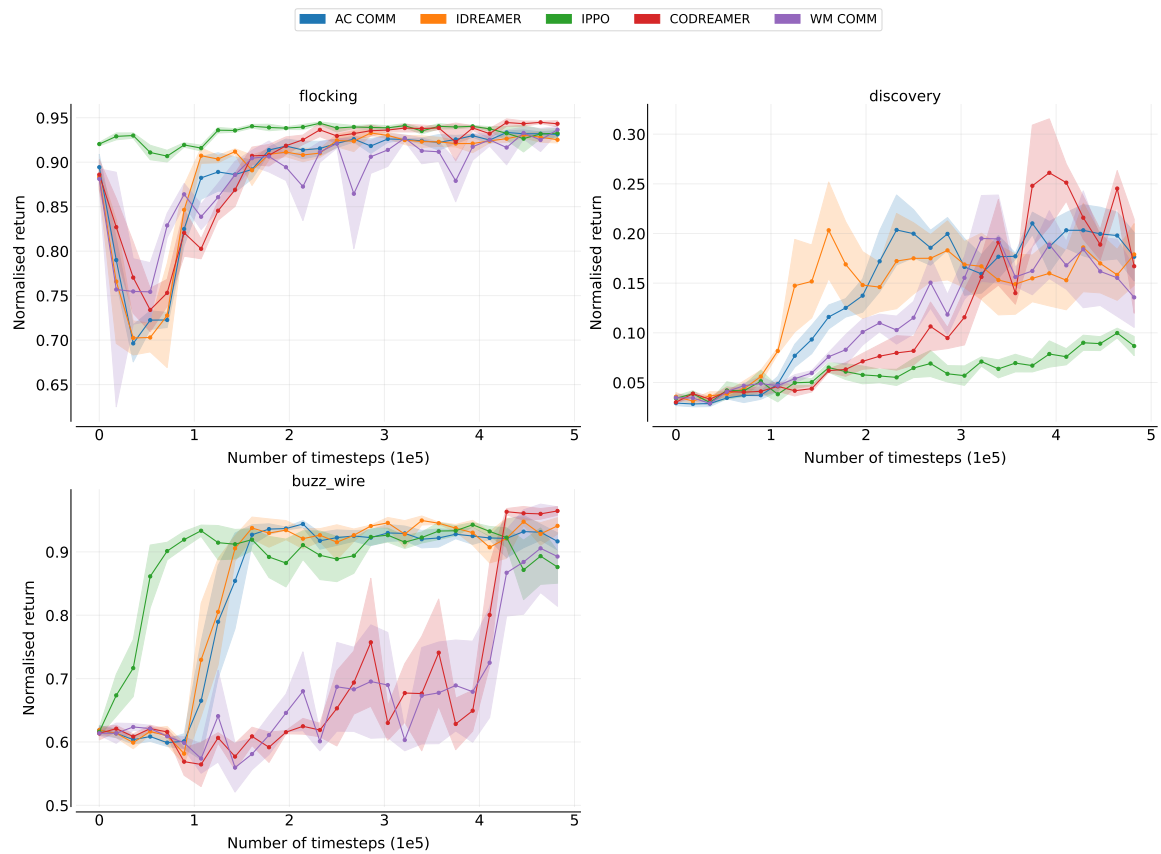 AC COMM IDREAMER IPPO CODREAMER WM COMM
flocking
0.95
0.90
0.85
0.80
0.75
0.70
0.65
Normalised return
0 1 2 3 4 5
Number of timesteps (1e5)
discovery
0.30
0.25
0.20
0.15
0.10
0.05
Normalised return
0 1 2 3 4 5
Number of timesteps (1e5)
buzz_wire
0.9
0.8
0.7
0.6
0.5
Normalised return
0 1 2 3 4 5
Number of timesteps (1e5)